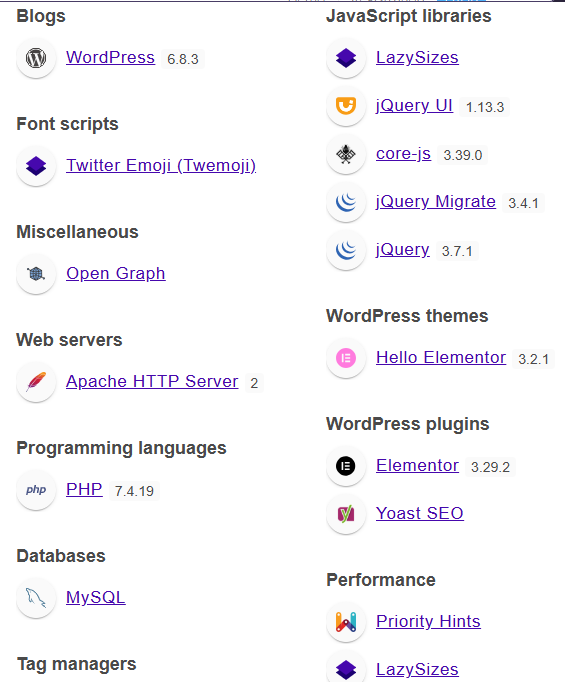 Blogs
WordPress 6.8.3
Font scripts
Twitter Emoji (Twemoji)
Miscellaneous
Open Graph
Web servers
Apache HTTP Server 2
Programming languages
php PHP 7.4.19
Databases
MySQL
Tag managers
JavaScript libraries
LazySizes
jQuery UI 1.13.3
core-js 3.39.0
jQuery Migrate 3.4.1
jQuery 3.7.1
WordPress themes
Hello Elementor 3.2.1
WordPress plugins
Elementor 3.29.2
Yoast SEO
Performance
Priority Hints
LazySizes